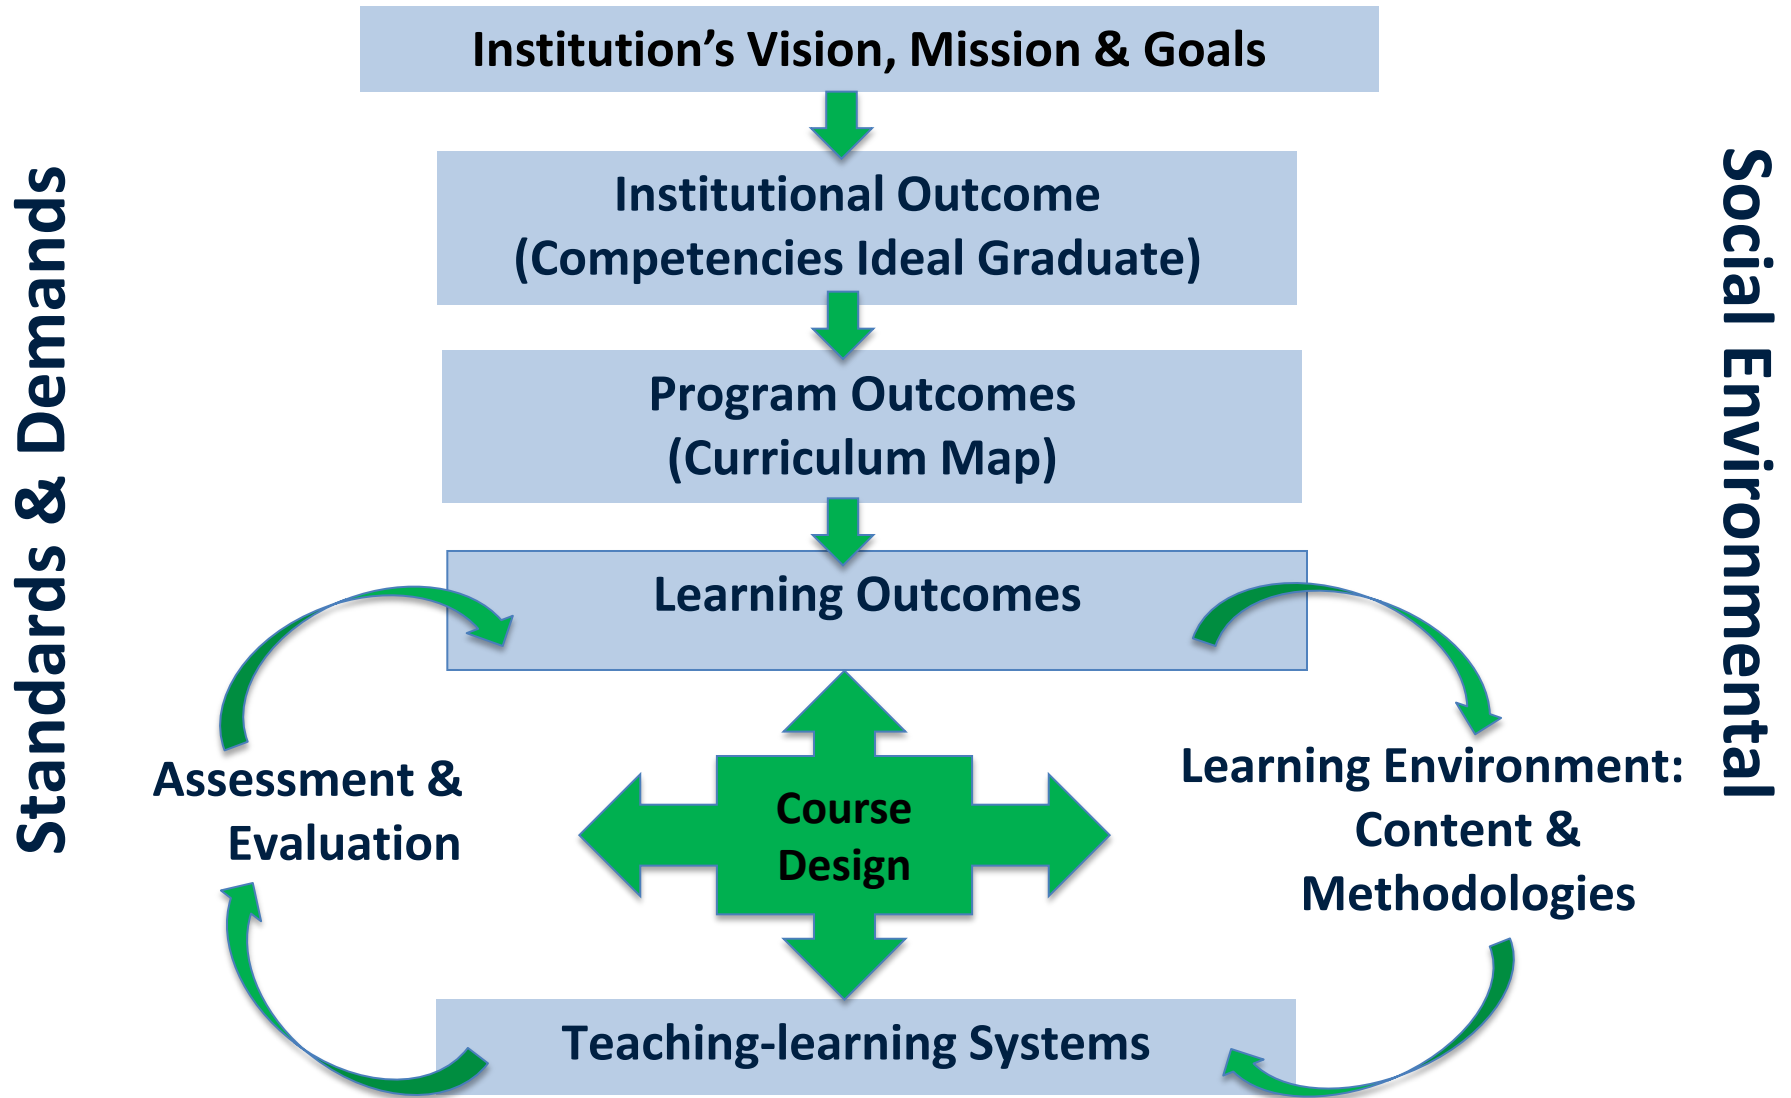 Institution’s Vision, Mission & Goals
Institutional Outcome
(Competencies Ideal Graduate)
Program Outcomes
(Curriculum Map)
Learning Outcomes
Standards & Demands
Social Environmental
Assessment &
Evaluation
Course
Design
Learning Environment:
Content &
Methodologies
Teaching-learning Systems